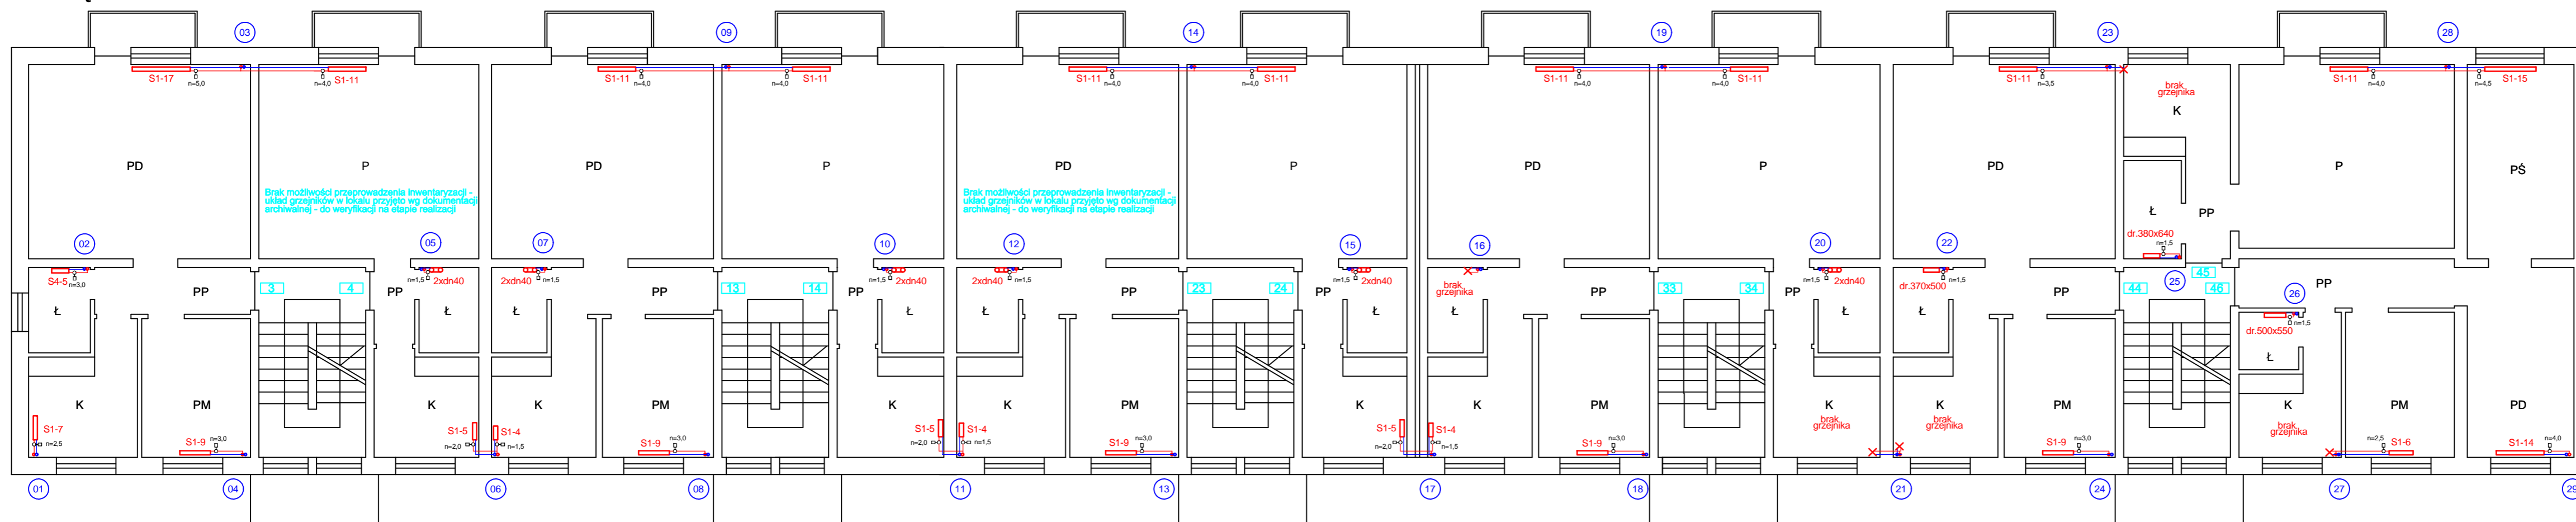 03
09
14
19
23
28
S1-17
n=5,0
n=4,0
S1-11
S1-11
n=4,0
n=4,0
S1-11
S1-11
n=4,0
n=4,0
S1-11
S1-11
n=4,0
n=4,0
S1-11
S1-11
n=3,5
brak
grzejnika
K
S1-11
n=4,0
n=4,5
S1-15
PD
P
PD
P
PD
P
PD
P
PD
P
PŚ
Brak możliwości przeprowadzenia inwentaryzacji -
układ grzejników w lokalu przyjęto wg dokumentacji
archiwalnej - do weryfikacji na etapie realizacji
Brak możliwości przeprowadzenia inwentaryzacji -
układ grzejników w lokalu przyjęto wg dokumentacji
archiwalnej - do weryfikacji na etapie realizacji
Ł
PP
dr.380x640
n=1,5
02
05
07
10
12
15
16
20
22
S4-5
n=3,0
n=1,5
2xdn40
2xdn40
n=1,5
n=1,5
2xdn40
2xdn40
n=1,5
n=1,5
2xdn40
brak
grzejnika
n=1,5
2xdn40
dr.370x500
n=1,5
25
45
3
4
13
14
23
24
33
34
44
46
PP
PP
PP
PP
PP
PP
PP
PP
PP
PP
26
n=1,5
dr.500x550
Ł
Ł
Ł
Ł
Ł
Ł
Ł
Ł
Ł
Ł
K
PM
K
K
PM
K
K
PM
K
K
PM
K
K
PM
K
PM
PD
S1-7
n=2,5
S1-9
n=3,0
S1-5
n=2,0
S1-4
n=1,5
S1-9
n=3,0
S1-5
n=2,0
S1-4
n=1,5
S1-9
n=3,0
S1-5
n=2,0
S1-4
n=1,5
S1-9
n=3,0
brak
grzejnika
brak
grzejnika
S1-9
n=3,0
brak
grzejnika
n=2,5
S1-6
S1-14
n=4,0
01
04
06
08
11
13
17
18
21
24
27
29